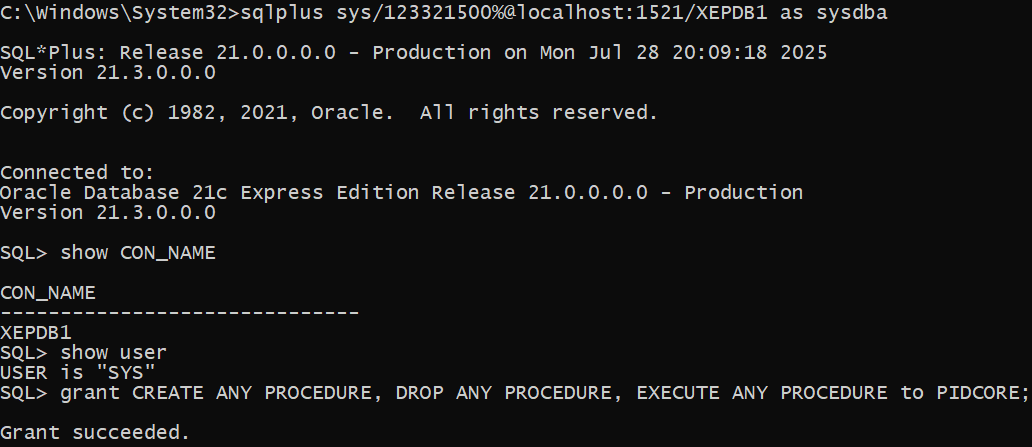 C:\Windows\System32>sqlplus sys/123321500%@localhost:1521/XEPDB1 as sysdba
SQL*Plus: Release 21.0.0.0.0 - Production on Mon Jul 28 20:09:18 2025
Version 21.3.0.0.0
Copyright (c) 1982, 2021, Oracle.  All rights reserved.
Connected to:
Oracle Database 21c Express Edition Release 21.0.0.0.0 - Production
Version 21.3.0.0.0
SQL> show CON_NAME
CON_NAME
------------------------------
XEPDB1
SQL> show user
USER is "SYS"
SQL> grant CREATE ANY PROCEDURE, DROP ANY PROCEDURE, EXECUTE ANY PROCEDURE to PIDCORE;
Grant succeeded.